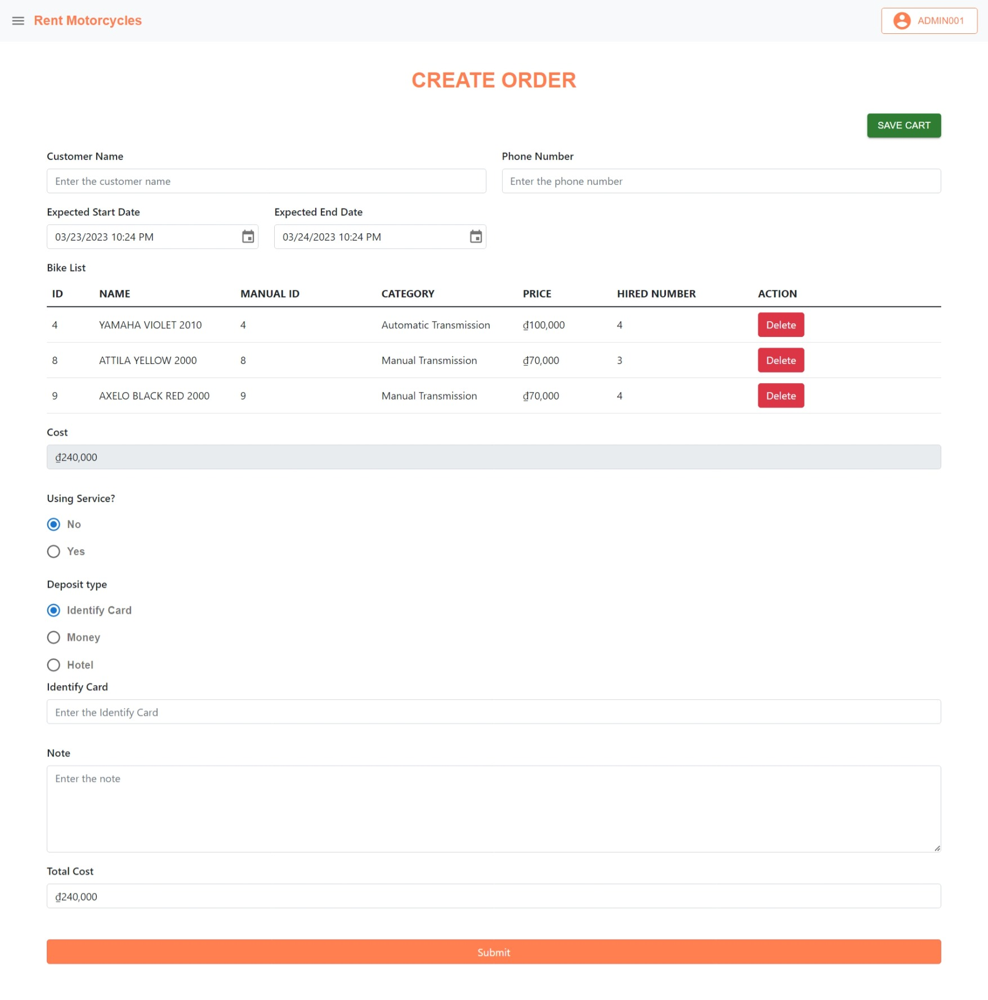 Rent Motorcycles
ADMIN001
CREATE ORDER
SAVE CART
Customer Name
Phone Number
Enter the customer name
Enter the phone number
Expected Start Date
Expected End Date
03/23/2023 10:24 PM
03/24/2023 10:24 PM
Bike List
ID NAME MANUAL ID CATEGORY PRICE HIRED NUMBER ACTION
4 YAMAHA VIOLET 2010 4 Automatic Transmission ₫100,000 4 Delete
8 ATTILA YELLOW 2000 8 Manual Transmission ₫70,000 3 Delete
9 AXELO BLACK RED 2000 9 Manual Transmission ₫70,000 4 Delete
Cost
₫240,000
Using Service?
No
Yes
Deposit type
Identify Card
Money
Hotel
Identify Card
Enter the Identify Card
Note
Enter the note
Total Cost
₫240,000
Submit